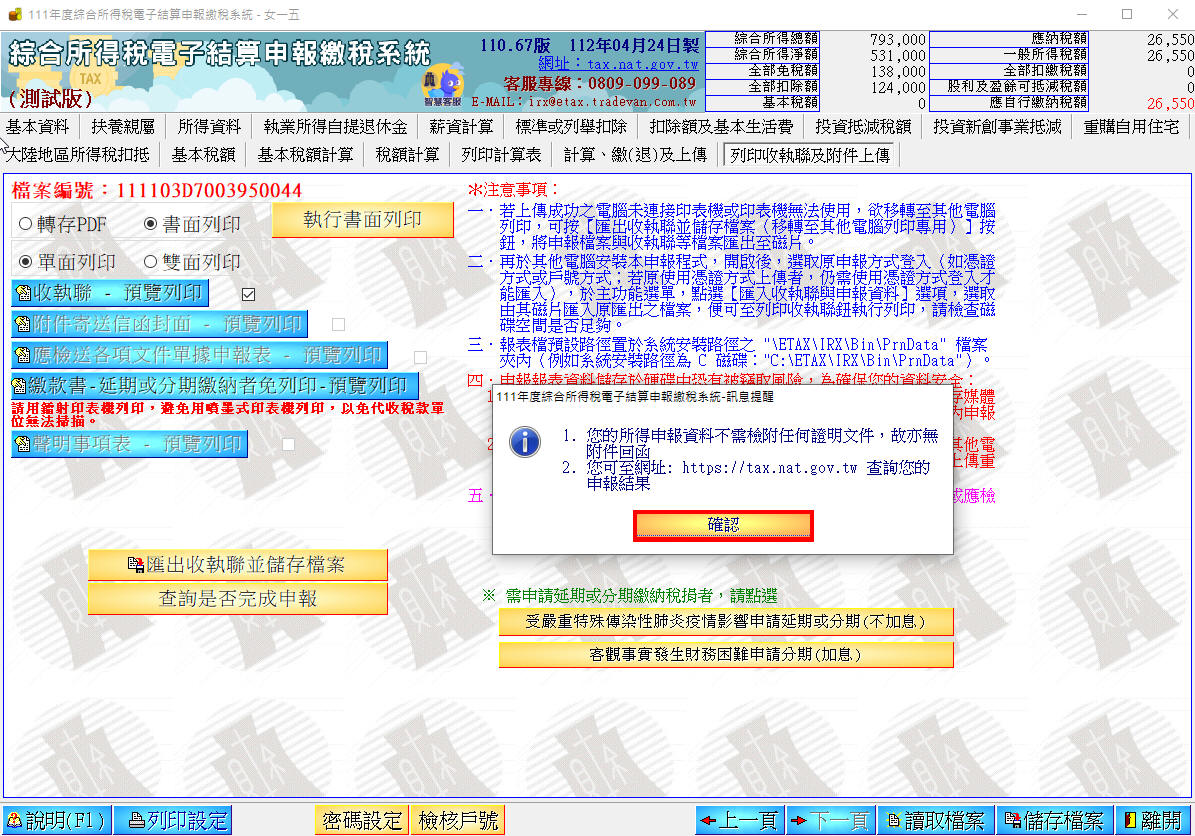 111年度綜合所得稅電子結算申報繳稅系統 - 女一五
綜合所得稅電子結算申報繳稅系統
(測試版)
TAX
智慧客服
110.67版 112年04月24日製
網址：tax.nat.gov.tw
客服專線：0809-099-089
E-MAIL：irx@etax.tradevan.com.tw
綜合所得總額 793,000 應納稅額 26,550
綜合所得淨額 531,000 一般所得稅額 26,550
全部免稅額 138,000 全部扣繳稅額 0
全部扣除額 124,000 股利及盈餘可抵減稅額 0
基本稅額 0 應自行繳納稅額 26,550
基本資料 扶養親屬 所得資料 執業所得自提退休金 薪資計算 標準或列舉扣除 扣除額及基本生活費 投資抵減稅額 投資新創事業抵減 重購自用住宅
大陸地區所得稅扣抵 基本稅額 基本稅額計算 稅額計算 列印計算表 計算、繳(退)及上傳 列印收執聯及附件上傳
檔案編號：111103D7003950044
轉存PDF 書面列印 執行書面列印
單面列印 雙面列印
收執聯 - 預覽列印
附件寄送信函封面 - 預覽列印
應檢送各項文件單據申報表 - 預覽列印
繳款書-延期或分期繳納者免列印-預覽列印
請用鐳射印表機列印，避免用噴墨式印表機列印，以免代收稅款單
位無法掃描。
聲明事項表 - 預覽列印
匯出收執聯並儲存檔案
查詢是否完成申報
※注意事項：
一．若上傳成功之電腦未連接印表機或印表機無法使用，欲移轉至其他電腦
列印，可按［匯出收執聯並儲存檔案（移轉至其他電腦列印專用）］按
鈕，將申報檔案與收執聯等檔案匯出至磁片。
二．再於其他電腦安裝本申報程式，開啟後，選取原申報方式登入（如憑證
方式或戶號方式；若原使用憑證方式上傳者，仍需使用憑證方式登入才
能匯入），於主功能選單，點選［匯入收執聯與申報資料］選項，選取
由其磁片匯入原匯出之檔案，便可至列印收執聯鈕執行列印，請檢查磁
碟空間是否足夠。
三．報表檔預設路徑置於系統安裝路徑之 "\ETAX\IRX\Bin\PrnData" 檔案
夾內（例如系統安裝路徑為 C 磁碟："C:\ETAX\IRX\Bin\PrnData"）。
四．申報報表資料儲存於硬碟中恐有被竊取風險，為確保您的資料安全：
存媒體
內申報
2
其他電
上傳重
五．
或應檢
111年度綜合所得稅電子結算申報繳稅系統-訊息提醒
1. 您的所得申報資料不需檢附任何證明文件，故亦無
附件回函
2. 您可至網址: https://tax.nat.gov.tw 查詢您的
申報結果
確認
※ 需申請延期或分期繳納稅捐者，請點選
受嚴重特殊傳染性肺炎疫情影響申請延期或分期(不加息)
客觀事實發生財務困難申請分期(加息)
說明(F1) 列印設定 密碼設定 檢核戶號 上一頁 下一頁 讀取檔案 儲存檔案 離開